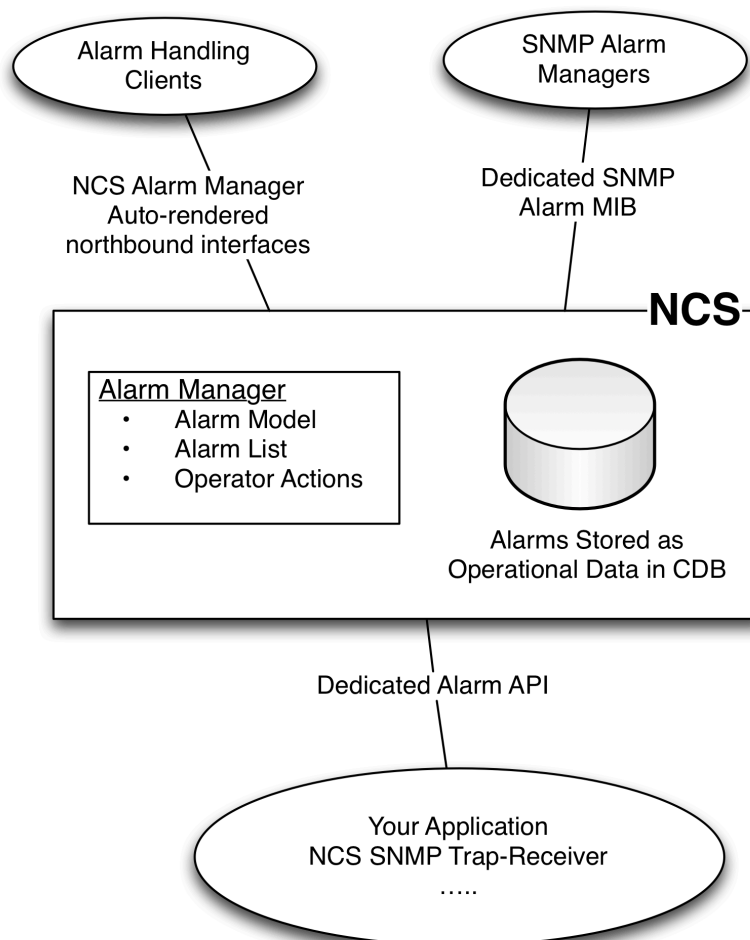 Alarm Handling
Clients
SNMP Alarm
Managers
NCS Alarm Manager
Auto-rendered
northbound interfaces
Dedicated SNMP
Alarm MIB
NCS
Alarm Manager
• Alarm Model
• Alarm List
• Operator Actions
Alarms Stored as
Operational Data in CDB
Dedicated Alarm API
Your Application
NCS SNMP Trap-Receiver
…..